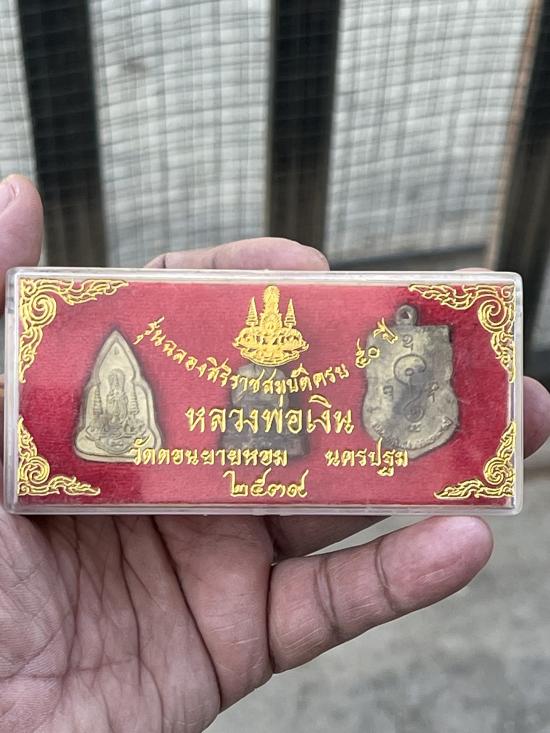 รุ่นฉลองสิริราชสมบัติครบ ๕๐ ปี
หลวงพ่อเงิน
วัดดอนยายหอม นครปฐม
๒๕๓๙